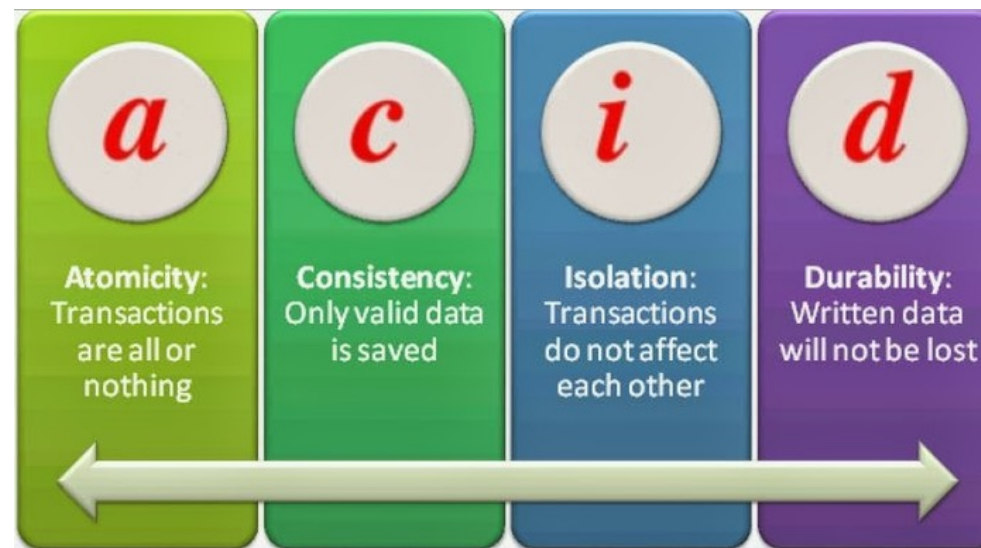 a
c
i
d
Atomicity:
Transactions
are all or
nothing
Consistency:
Only valid data
is saved
Isolation:
Transactions
do not affect
each other
Durability:
Written data
will not be lost